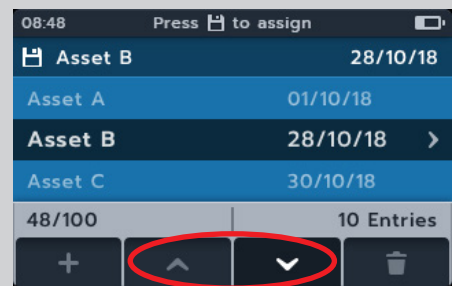 08:48 Press to assign
Asset B 28/10/18
Asset A 01/10/18
Asset B 28/10/18
Asset C 30/10/18
48/100 10 Entries